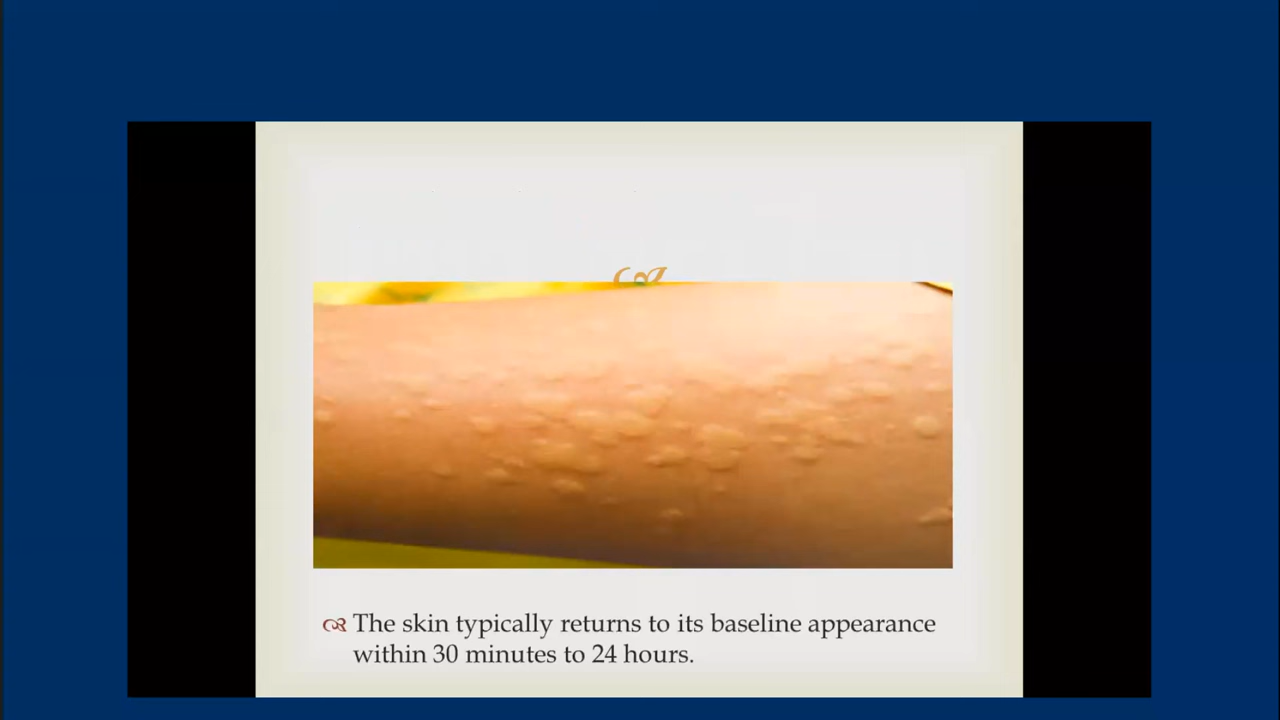 The skin typically returns to its baseline appearance
within 30 minutes to 24 hours.